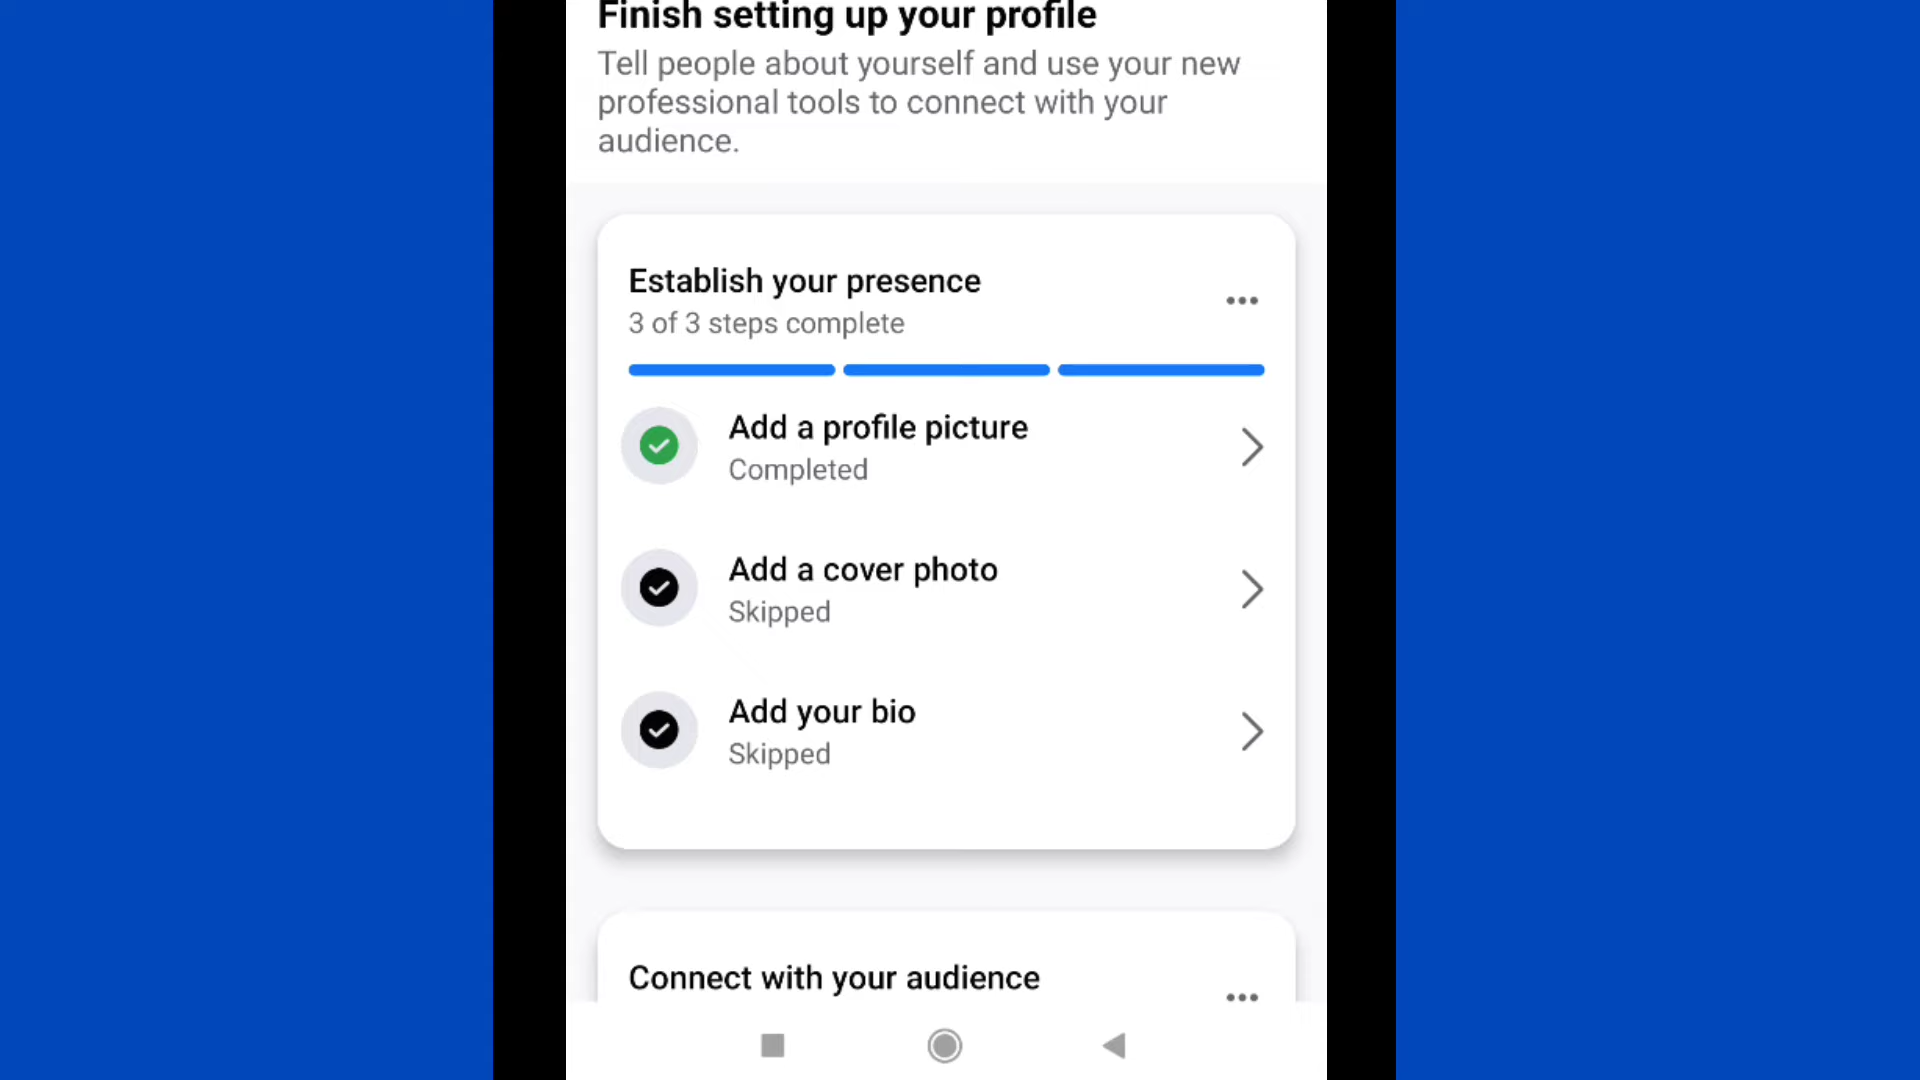 Finish setting up your profile
Tell people about yourself and use your new
professional tools to connect with your
audience.
Establish your presence
3 of 3 steps complete
Add a profile picture
Completed
Add a cover photo
Skipped
Add your bio
Skipped
Connect with your audience